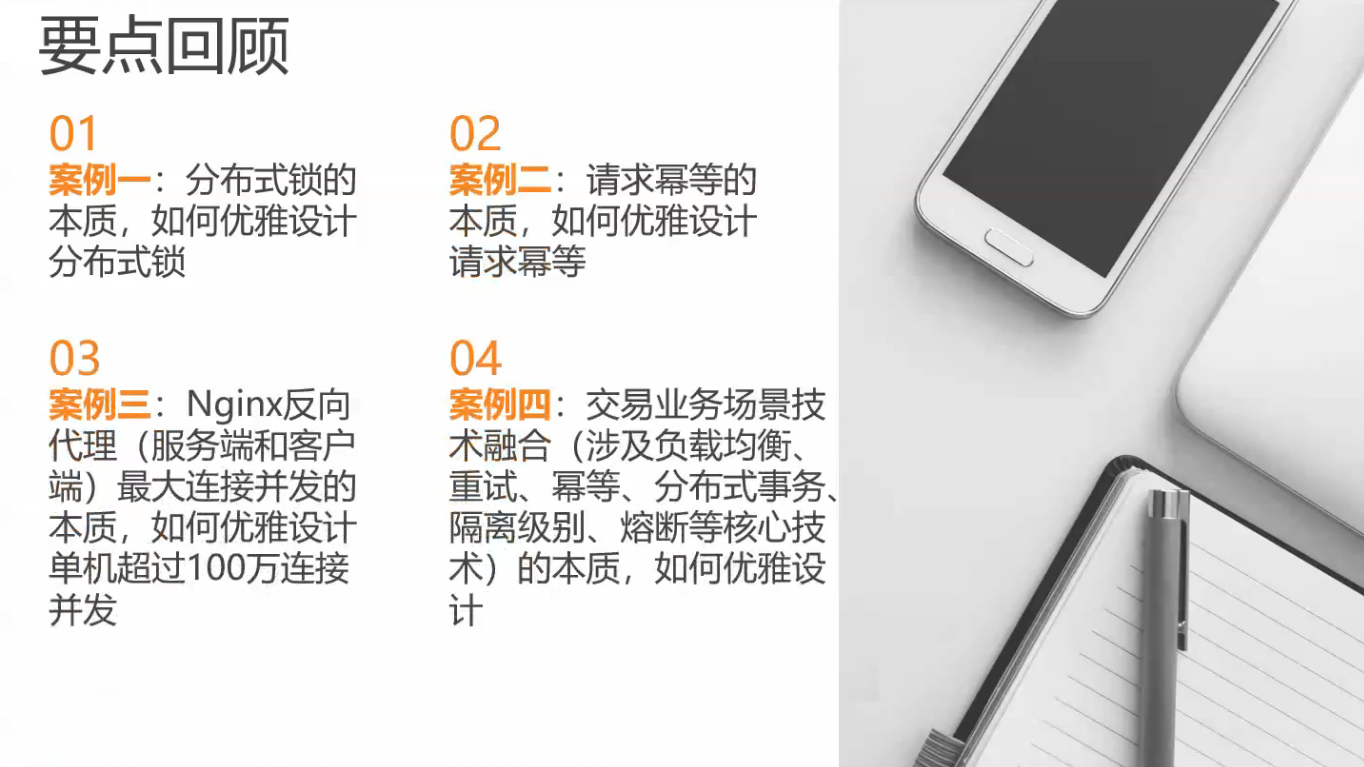 要点回顾
01
案例一：分布式锁的
本质，如何优雅设计
分布式锁
02
案例二：请求幂等的
本质，如何优雅设计
请求幂等
03
案例三：Nginx反向
代理（服务端和客户
端）最大连接并发的
本质，如何优雅设计
单机超过100万连接
并发
04
案例四：交易业务场景技
术融合（涉及负载均衡、
重试、幂等、分布式事务、
隔离级别、熔断等核心技
术）的本质，如何优雅设
计